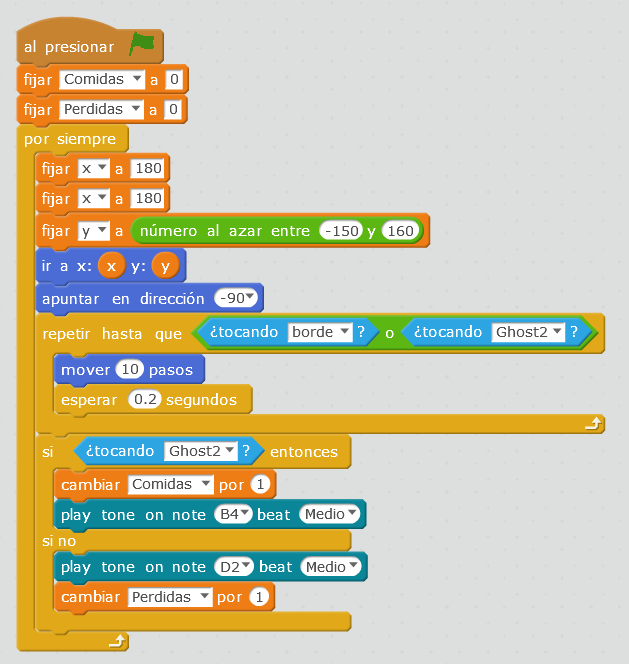 al presionar
fijar Comidas a 0
fijar Perdidas a 0
por siempre
fijar x a 180
fijar x a 180
fijar y a número al azar entre -150 y 160
ir a x: x y: y
apuntar en dirección -90
repetir hasta que ¿tocando borde ? o ¿tocando Ghost2 ?
mover 10 pasos
esperar 0.2 segundos
si ¿tocando Ghost2 ? entonces
cambiar Comidas por 1
play tone on note B4 beat Medio
si no
play tone on note D2 beat Medio
cambiar Perdidas por 1